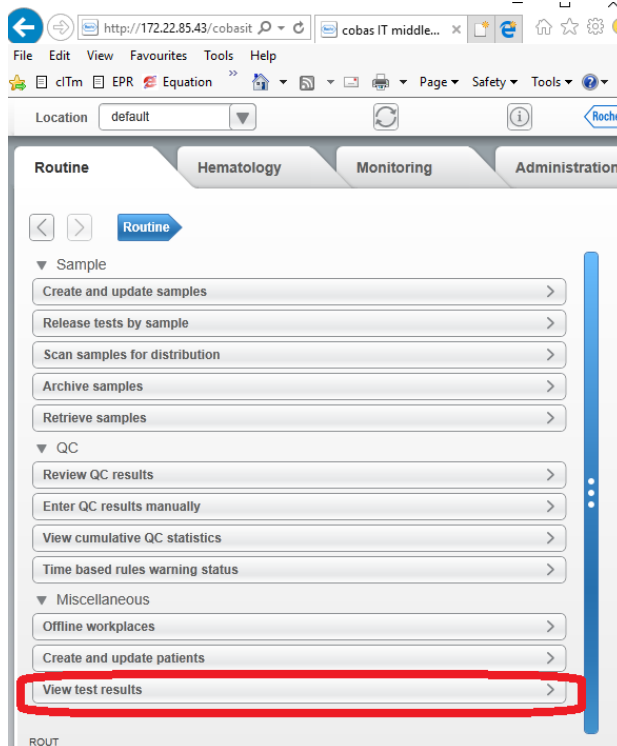 http://172.22.85.43/cobasit
cobas IT middle...
File Edit View Favourites Tools Help
cITm EPR Equation » Page Safety Tools
Location default
Routine Hematology Monitoring Administration
Routine
Sample
Create and update samples
Release tests by sample
Scan samples for distribution
Archive samples
Retrieve samples
QC
Review QC results
Enter QC results manually
View cumulative QC statistics
Time based rules warning status
Miscellaneous
Offline workplaces
Create and update patients
View test results
ROUT